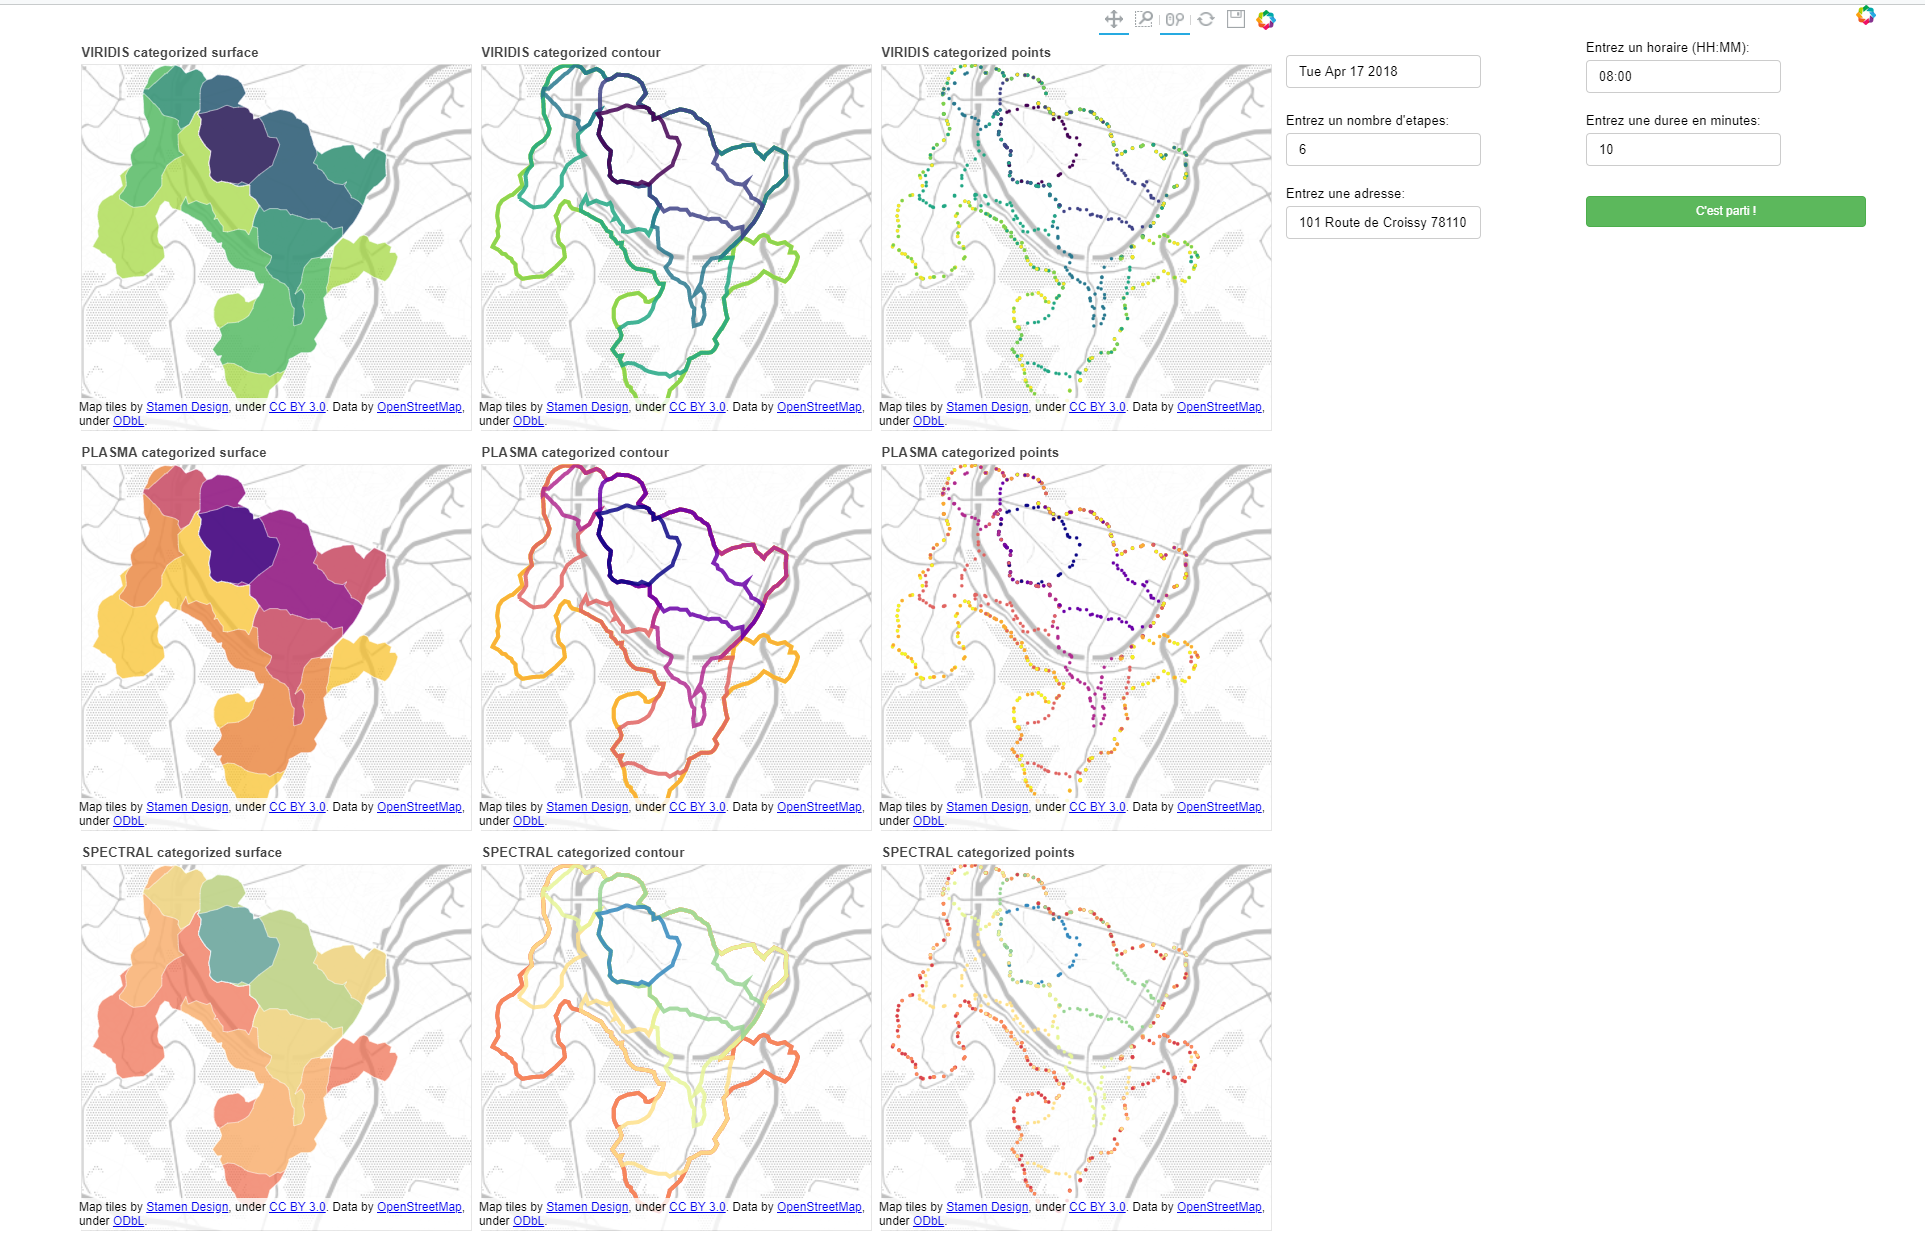 VIRIDIS categorized surface
VIRIDIS categorized contour
VIRIDIS categorized points
Map tiles by Stamen Design, under CC BY 3.0. Data by OpenStreetMap,
under ODbL.
Map tiles by Stamen Design, under CC BY 3.0. Data by OpenStreetMap,
under ODbL.
Map tiles by Stamen Design, under CC BY 3.0. Data by OpenStreetMap,
under ODbL.
Tue Apr 17 2018
Entrez un nombre d'etapes:
6
Entrez une adresse:
101 Route de Croissy 78110
Entrez un horaire (HH:MM):
08:00
Entrez une duree en minutes:
10
C'est parti !
PLASMA categorized surface
PLASMA categorized contour
PLASMA categorized points
Map tiles by Stamen Design, under CC BY 3.0. Data by OpenStreetMap,
under ODbL.
Map tiles by Stamen Design, under CC BY 3.0. Data by OpenStreetMap,
under ODbL.
Map tiles by Stamen Design, under CC BY 3.0. Data by OpenStreetMap,
under ODbL.
SPECTRAL categorized surface
SPECTRAL categorized contour
SPECTRAL categorized points
Map tiles by Stamen Design, under CC BY 3.0. Data by OpenStreetMap,
under ODbL.
Map tiles by Stamen Design, under CC BY 3.0. Data by OpenStreetMap,
under ODbL.
Map tiles by Stamen Design, under CC BY 3.0. Data by OpenStreetMap,
under ODbL.